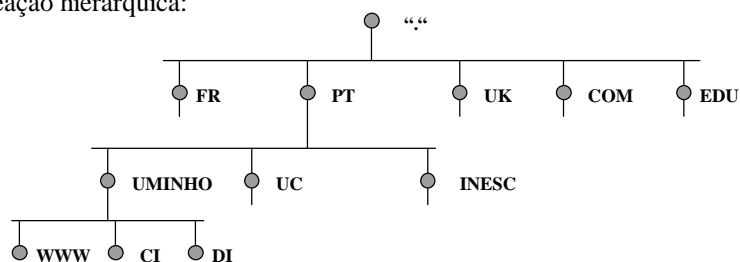 eação hierárquica:
“.“
FR PT UK COM EDU
UMINHO UC INESC
WWW CI DI